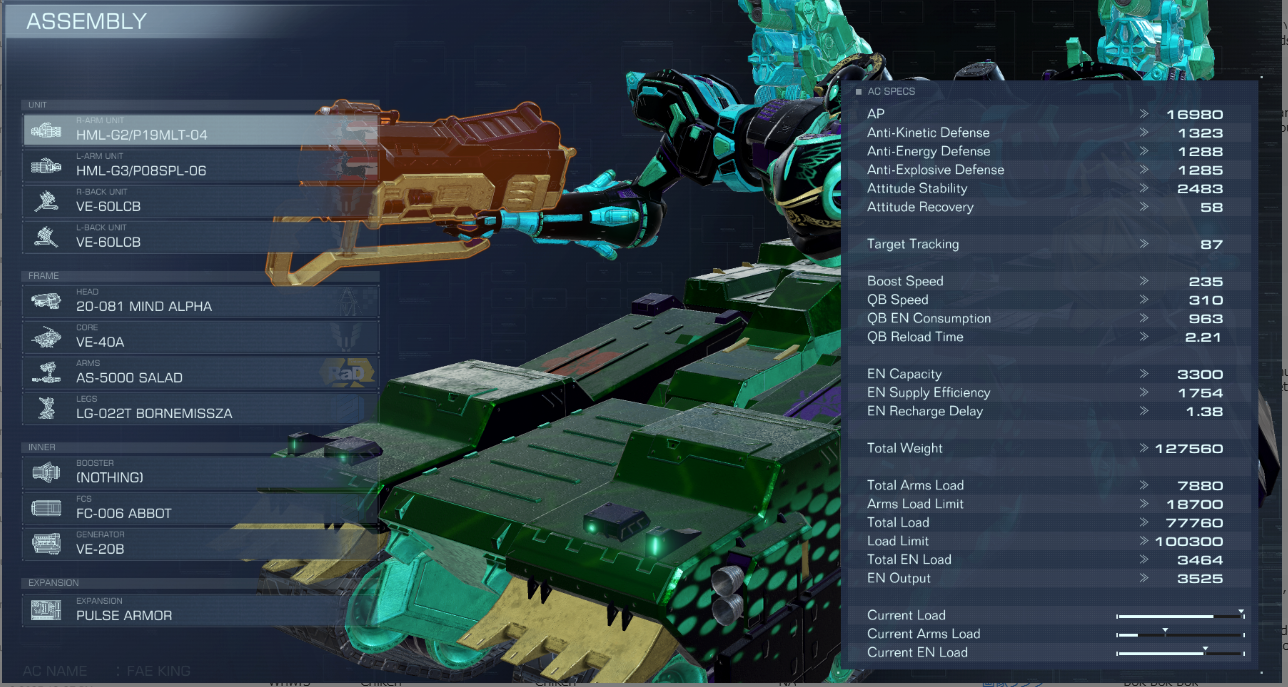 ASSEMBLY
UNIT
R-ARM UNIT
HML-G2/P19MLT-04
L-ARM UNIT
HML-G3/P08SPL-06
R-BACK UNIT
VE-60LCB
L-BACK UNIT
VE-60LCB
FRAME
HEAD
20-081 MIND ALPHA
CORE
VE-40A
ARMS
AS-5000 SALAD
RaD
LEGS
LG-022T BORNEMISSZA
INNER
BOOSTER
(NOTHING)
FCS
FC-006 ABBOT
GENERATOR
VE-20B
EXPANSION
EXPANSION
PULSE ARMOR
AC NAME : FAE KING
AC SPECS
AP 16980
Anti-Kinetic Defense 1323
Anti-Energy Defense 1288
Anti-Explosive Defense 1285
Attitude Stability 2483
Attitude Recovery 58
Target Tracking 87
Boost Speed 235
QB Speed 310
QB EN Consumption 963
QB Reload Time 2.21
EN Capacity 3300
EN Supply Efficiency 1754
EN Recharge Delay 1.38
Total Weight 127560
Total Arms Load 7880
Arms Load Limit 18700
Total Load 77760
Load Limit 100300
Total EN Load 3464
EN Output 3525
Current Load
Current Arms Load
Current EN Load